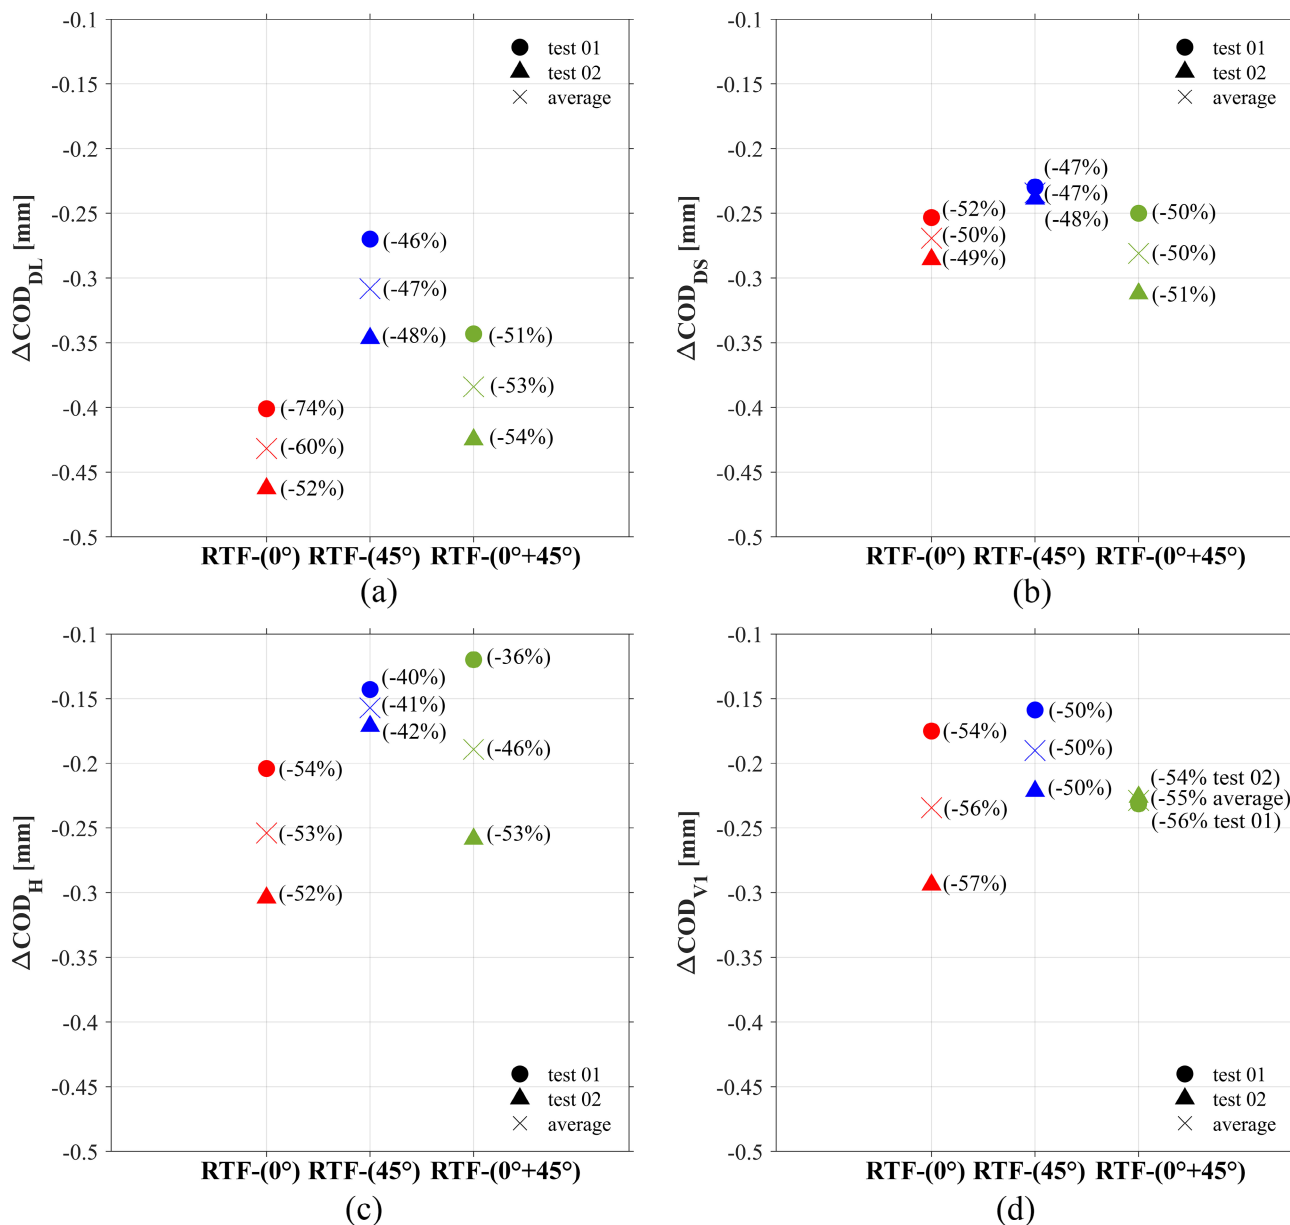 -0.1
-0.15
-0.2
-0.25
-0.3
-0.35
-0.4
-0.45
-0.5
ΔCOD_DL [mm]
test 01
test 02
average
(-46%)
(-47%)
(-48%)
(-51%)
(-53%)
(-54%)
(-74%)
(-60%)
(-52%)
RTF-(0°) RTF-(45°) RTF-(0°+45°)
(a)
-0.1
-0.15
-0.2
-0.25
-0.3
-0.35
-0.4
-0.45
-0.5
ΔCOD_DS [mm]
test 01
test 02
average
(-52%)
(-50%)
(-49%)
(-47%)
(-47%)
(-48%)
(-50%)
(-50%)
(-51%)
RTF-(0°) RTF-(45°) RTF-(0°+45°)
(b)
-0.1
-0.15
-0.2
-0.25
-0.3
-0.35
-0.4
-0.45
-0.5
ΔCOD_H [mm]
(-54%)
(-53%)
(-52%)
(-40%)
(-41%)
(-42%)
(-36%)
(-46%)
(-53%)
test 01
test 02
average
RTF-(0°) RTF-(45°) RTF-(0°+45°)
(c)
-0.1
-0.15
-0.2
-0.25
-0.3
-0.35
-0.4
-0.45
-0.5
ΔCOD_V1 [mm]
(-54%)
(-56%)
(-57%)
(-50%)
(-50%)
(-50%)
(-54% test 02)
(-55% average)
(-56% test 01)
test 01
test 02
average
RTF-(0°) RTF-(45°) RTF-(0°+45°)
(d)